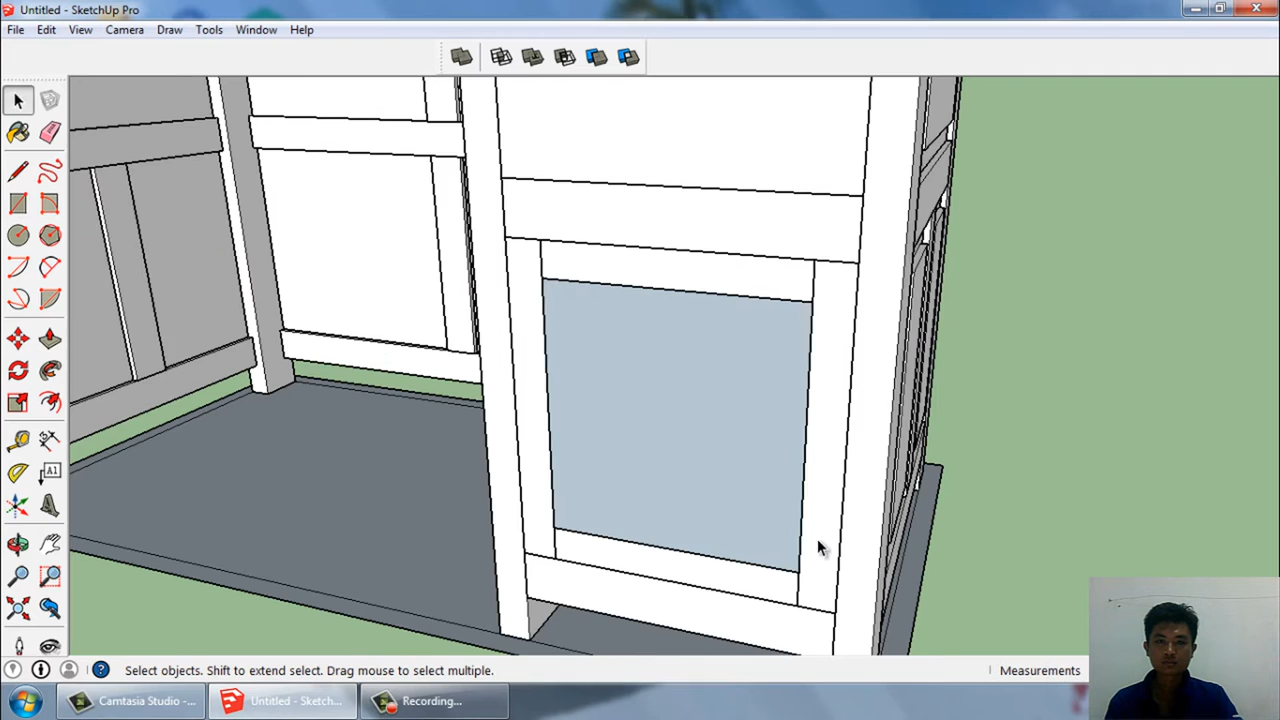 Untitled - SketchUp Pro
File Edit View Camera Draw Tools Window Help
A1
Select objects. Shift to extend select. Drag mouse to select multiple.
Measurements
Camtasia Studio -... Untitled - Sketch... Recording...